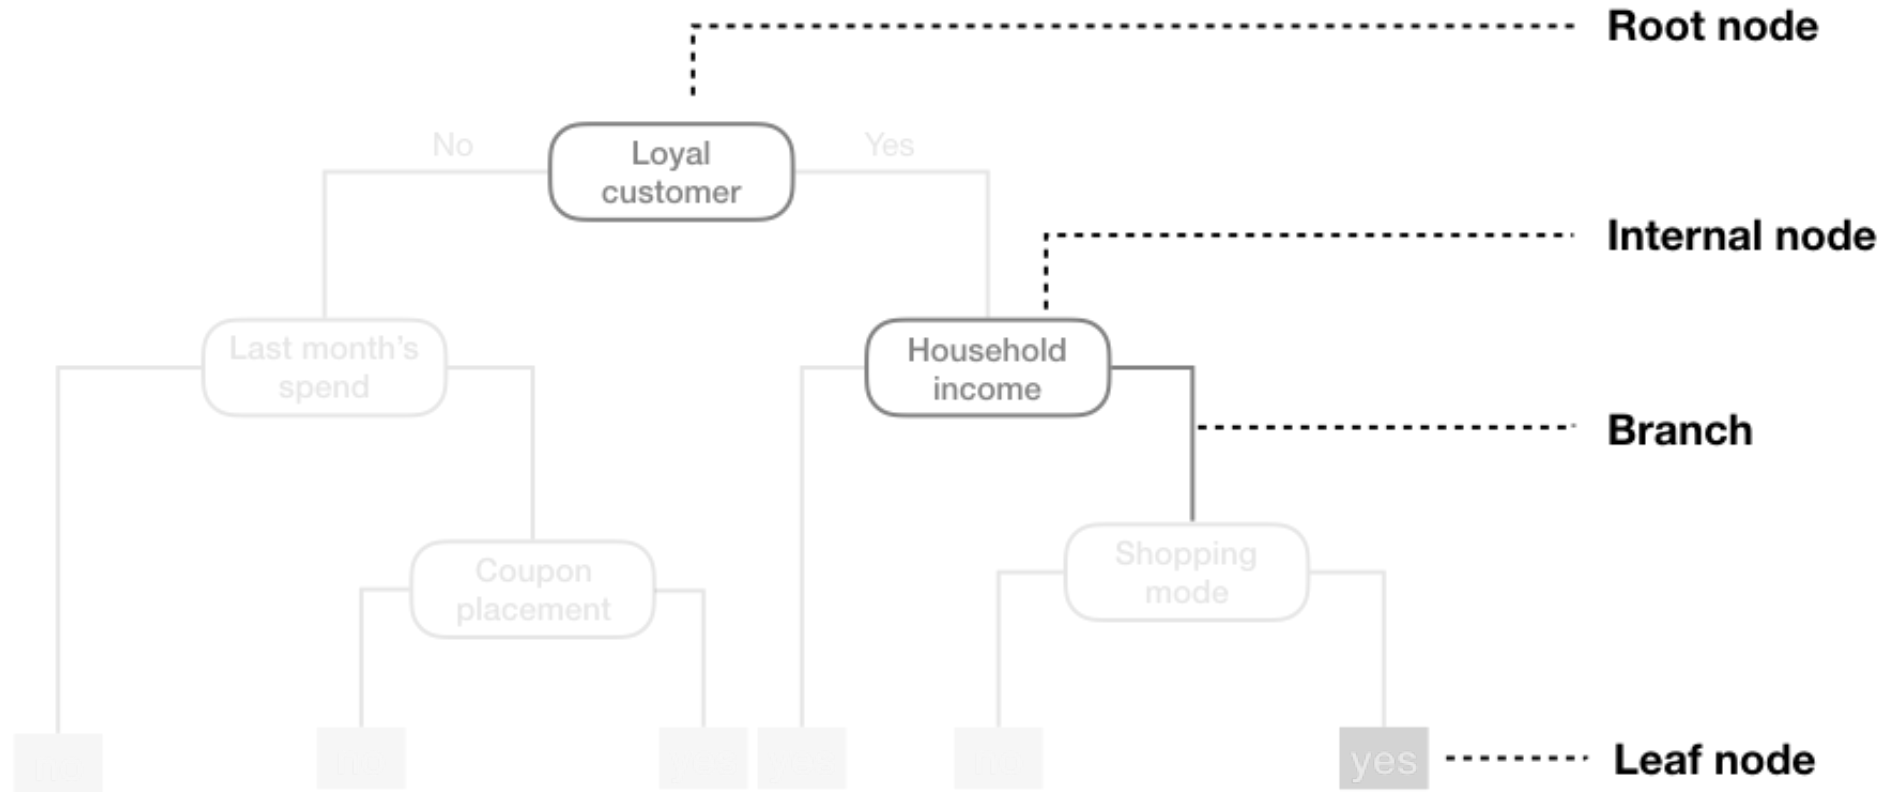 Root node
No
Yes
Loyal
customer
Internal node
Last month's
spend
Household
income
Branch
Coupon
placement
Shopping
mode
yes
Leaf node